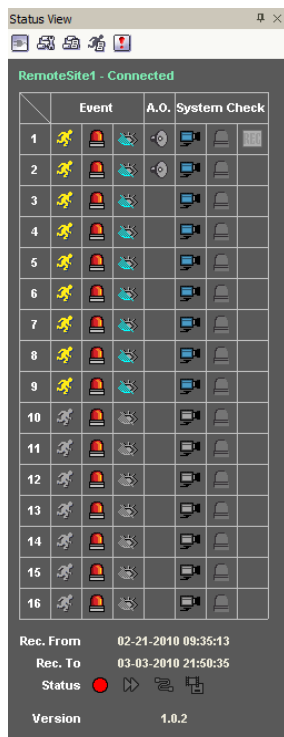 Status View
RemoteSite1 - Connected
Event A.O. System Check
1 REC
2
3
4
5
6
7
8
9
10
11
12
13
14
15
16
Rec. From 02-21-2010 09:35:13
Rec. To 03-03-2010 21:50:35
Status
Version 1.0.2